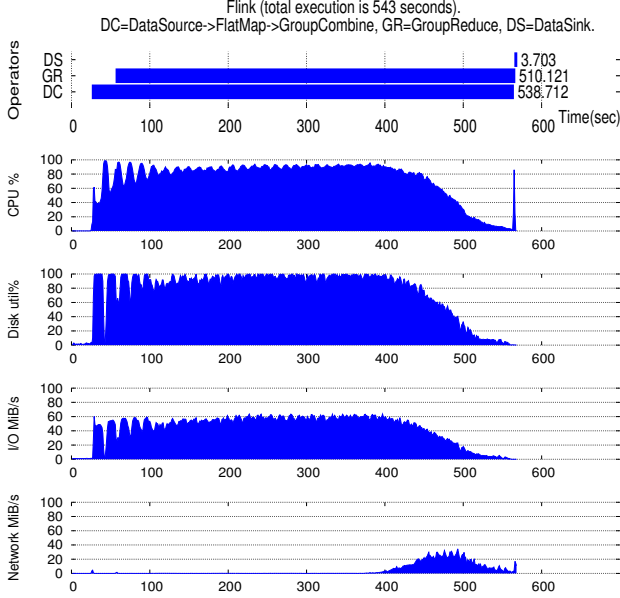 Flink (total execution is 543 seconds).
DC=DataSource->FlatMap->GroupCombine, GR=GroupReduce, DS=DataSink.
Operators
DS 3.703
GR 510.121
DC 538.712
0 100 200 300 400 500 600 Time(sec)
CPU %
100
80
60
40
20
0
0 100 200 300 400 500 600
Disk util%
100
80
60
40
20
0
0 100 200 300 400 500 600
I/O MiB/s
100
80
60
40
20
0
0 100 200 300 400 500 600
Network MiB/s
100
80
60
40
20
0
0 100 200 300 400 500 600